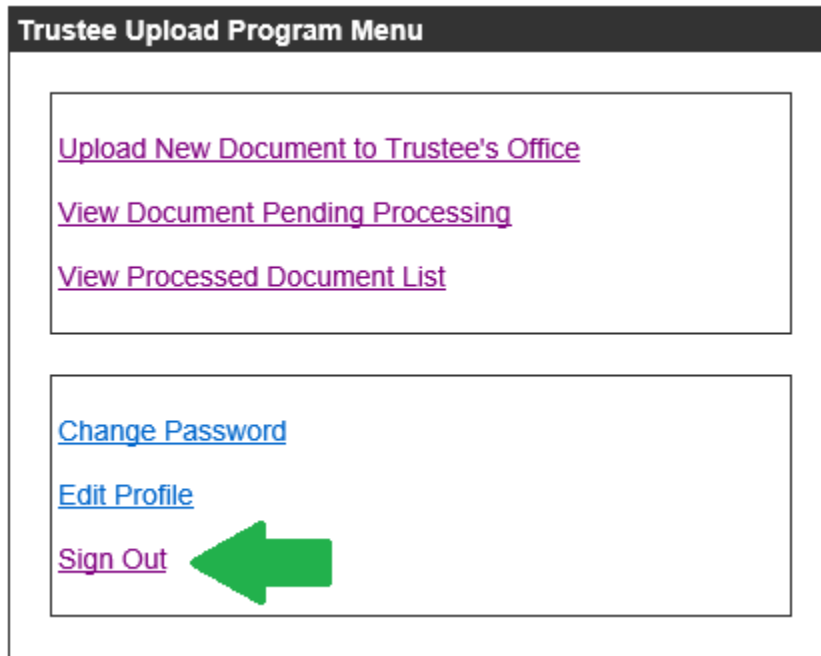 Trustee Upload Program Menu
Upload New Document to Trustee's Office
View Document Pending Processing
View Processed Document List
Change Password
Edit Profile
Sign Out